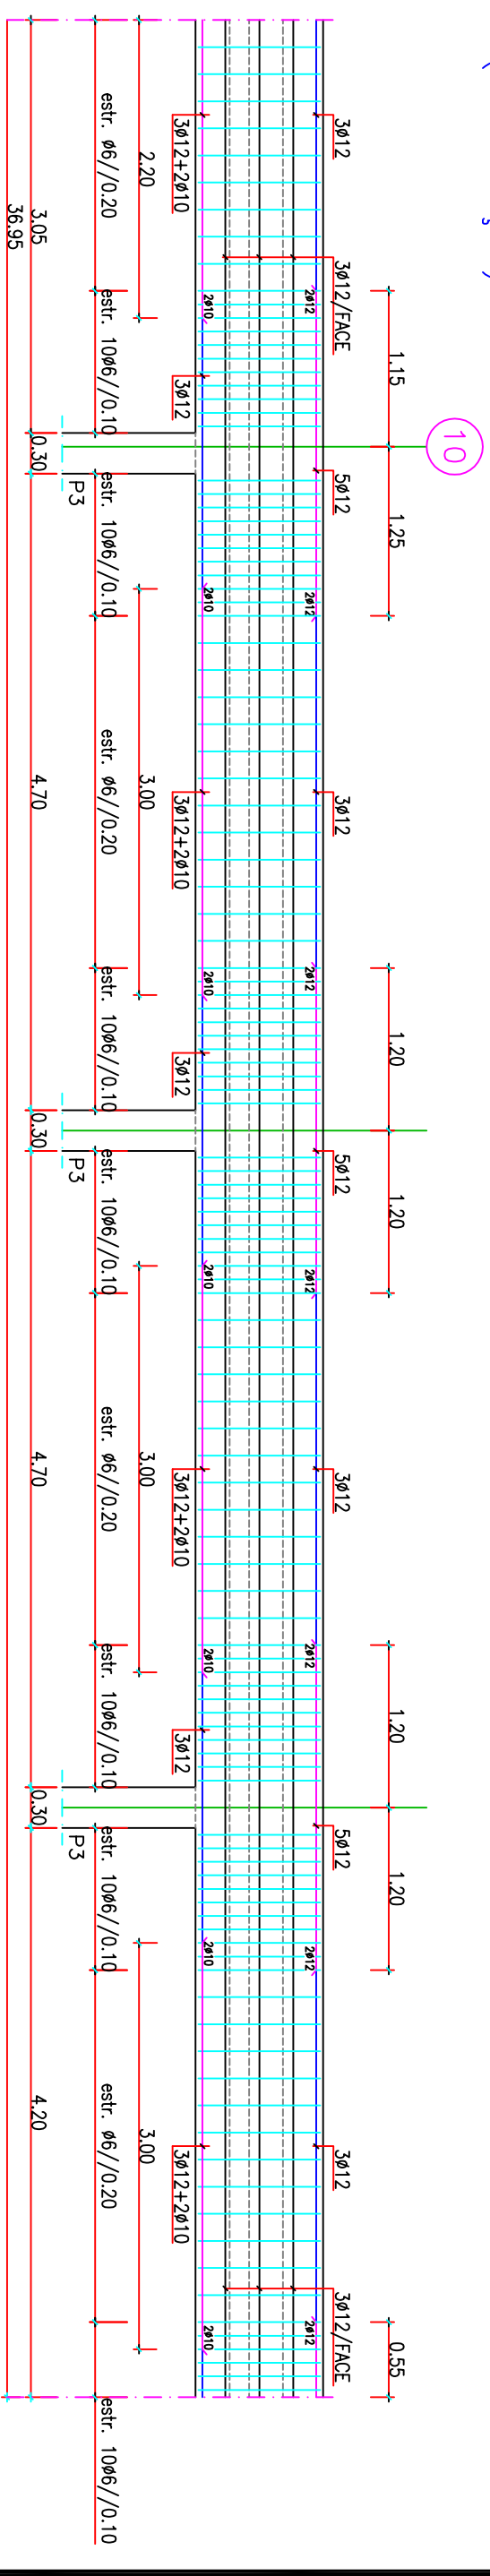 10
1.15 1.25 1.20 1.20 1.20 1.20 0.55
3ø12 3ø12/FACE 5ø12 3ø12 5ø12 3ø12 5ø12 3ø12 3ø12/FACE
2ø12 2ø12 2ø12 2ø12 2ø12 2ø12 2ø12
2ø10 2ø10 2ø10 2ø10 2ø10 2ø10 2ø10
3ø12+2ø10 3ø12 3ø12+2ø10 3ø12 3ø12+2ø10 3ø12 3ø12+2ø10
2.20 3.00 3.00 3.00
estr. ø6//0.20 estr. 10ø6//0.10 estr. 10ø6//0.10 estr. ø6//0.20 estr. 10ø6//0.10 estr. 10ø6//0.10 estr. ø6//0.20 estr. 10ø6//0.10 estr. 10ø6//0.10 estr. ø6//0.20 estr. 10ø6//0.10
P3 P3 P3
3.05 0.30 4.70 0.30 4.70 0.30 4.20
36.95